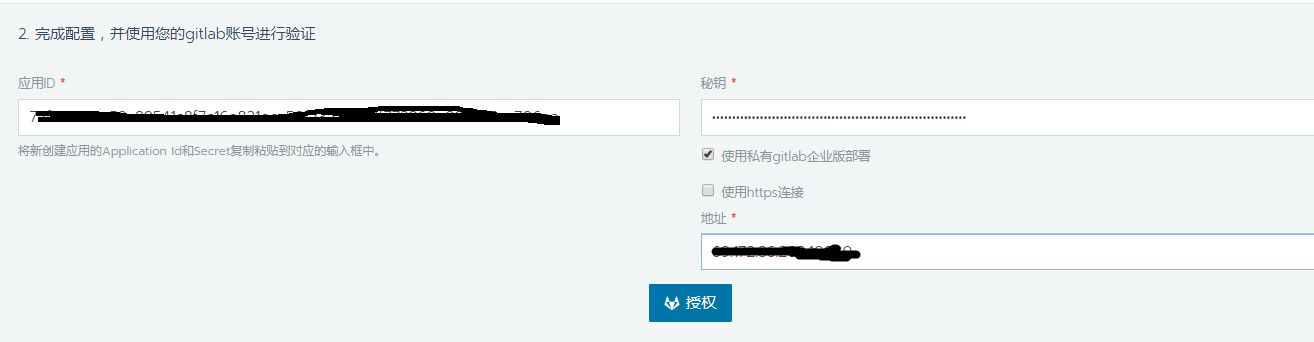 2. 完成配置，并使用您的gitlab账号进行验证
应用ID *
秘钥 *
将新创建应用的Application Id和Secret复制粘贴到对应的输入框中。
使用私有gitlab企业版部署
使用https连接
地址 *
授权